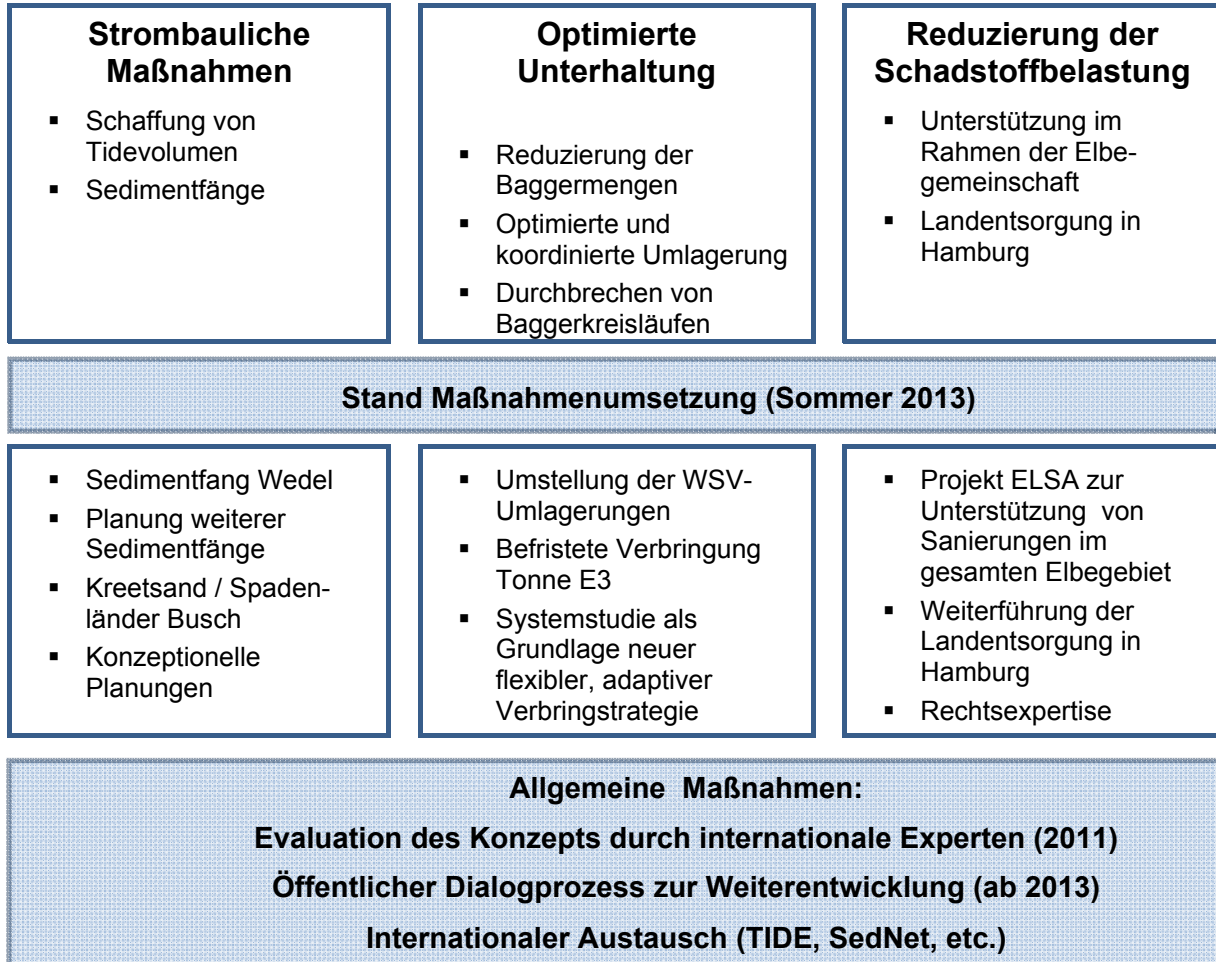 Strombauliche
Maßnahmen
▪ Schaffung von
Tidevolumen
▪ Sedimentfänge
Optimierte
Unterhaltung
▪ Reduzierung der
Baggermengen
▪ Optimierte und
koordinierte Umlagerung
▪ Durchbrechen von
Baggerkreisläufen
Reduzierung der
Schadstoffbelastung
▪ Unterstützung im
Rahmen der Elbe-
gemeinschaft
▪ Landentsorgung in
Hamburg
Stand Maßnahmenumsetzung (Sommer 2013)
▪ Sedimentfang Wedel
▪ Planung weiterer
Sedimentfänge
▪ Kreetsand / Spaden-
länder Busch
▪ Konzeptionelle
Planungen
▪ Umstellung der WSV-
Umlagerungen
▪ Befristete Verbringung
Tonne E3
▪ Systemstudie als
Grundlage neuer
flexibler, adaptiver
Verbringstrategie
▪ Projekt ELSA zur
Unterstützung von
Sanierungen im
gesamten Elbegebiet
▪ Weiterführung der
Landentsorgung in
Hamburg
▪ Rechtsexpertise
Allgemeine Maßnahmen:
Evaluation des Konzepts durch internationale Experten (2011)
Öffentlicher Dialogprozess zur Weiterentwicklung (ab 2013)
Internationaler Austausch (TIDE, SedNet, etc.)